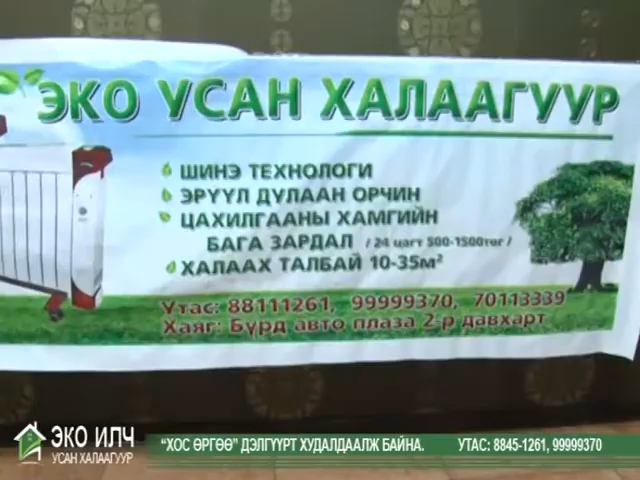 ЭКО УСАН ХАЛААГУУР
ШИНЭ ТЕХНОЛОГИ
ЭРҮҮЛ ДУЛААН ОРЧИН
ЦАХИЛГААНЫ ХАМГИЙН
БАГА ЗАРДАЛ / 24 цагт 500-1500төг /
ХАЛААХ ТАЛБАЙ 10-35м²
Утас: 88111261, 99999370, 70113339
Хаяг: Бүрд авто плаза 2-р давхарт
ЭКО ИЛЧ
УСАН ХАЛААГУУР
“ХОС ӨРГӨӨ” ДЭЛГҮҮРТ ХУДАЛДААЛЖ БАЙНА. УТАС: 8845-1261, 99999370